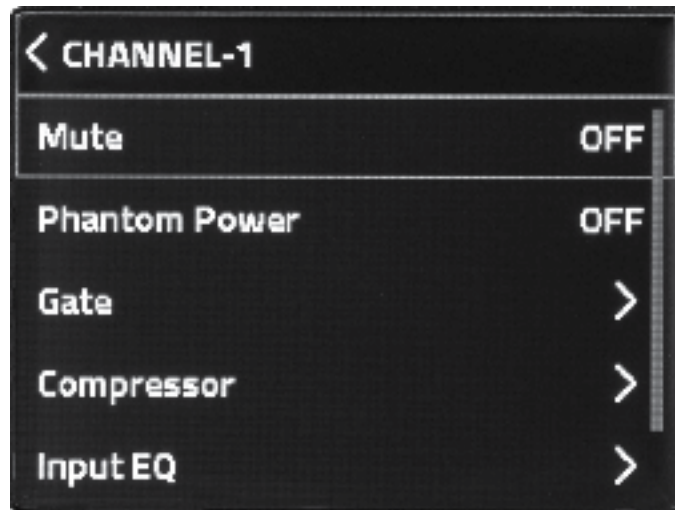 < CHANNEL-1
Mute OFF
Phantom Power OFF
Gate >
Compressor >
Input EQ >